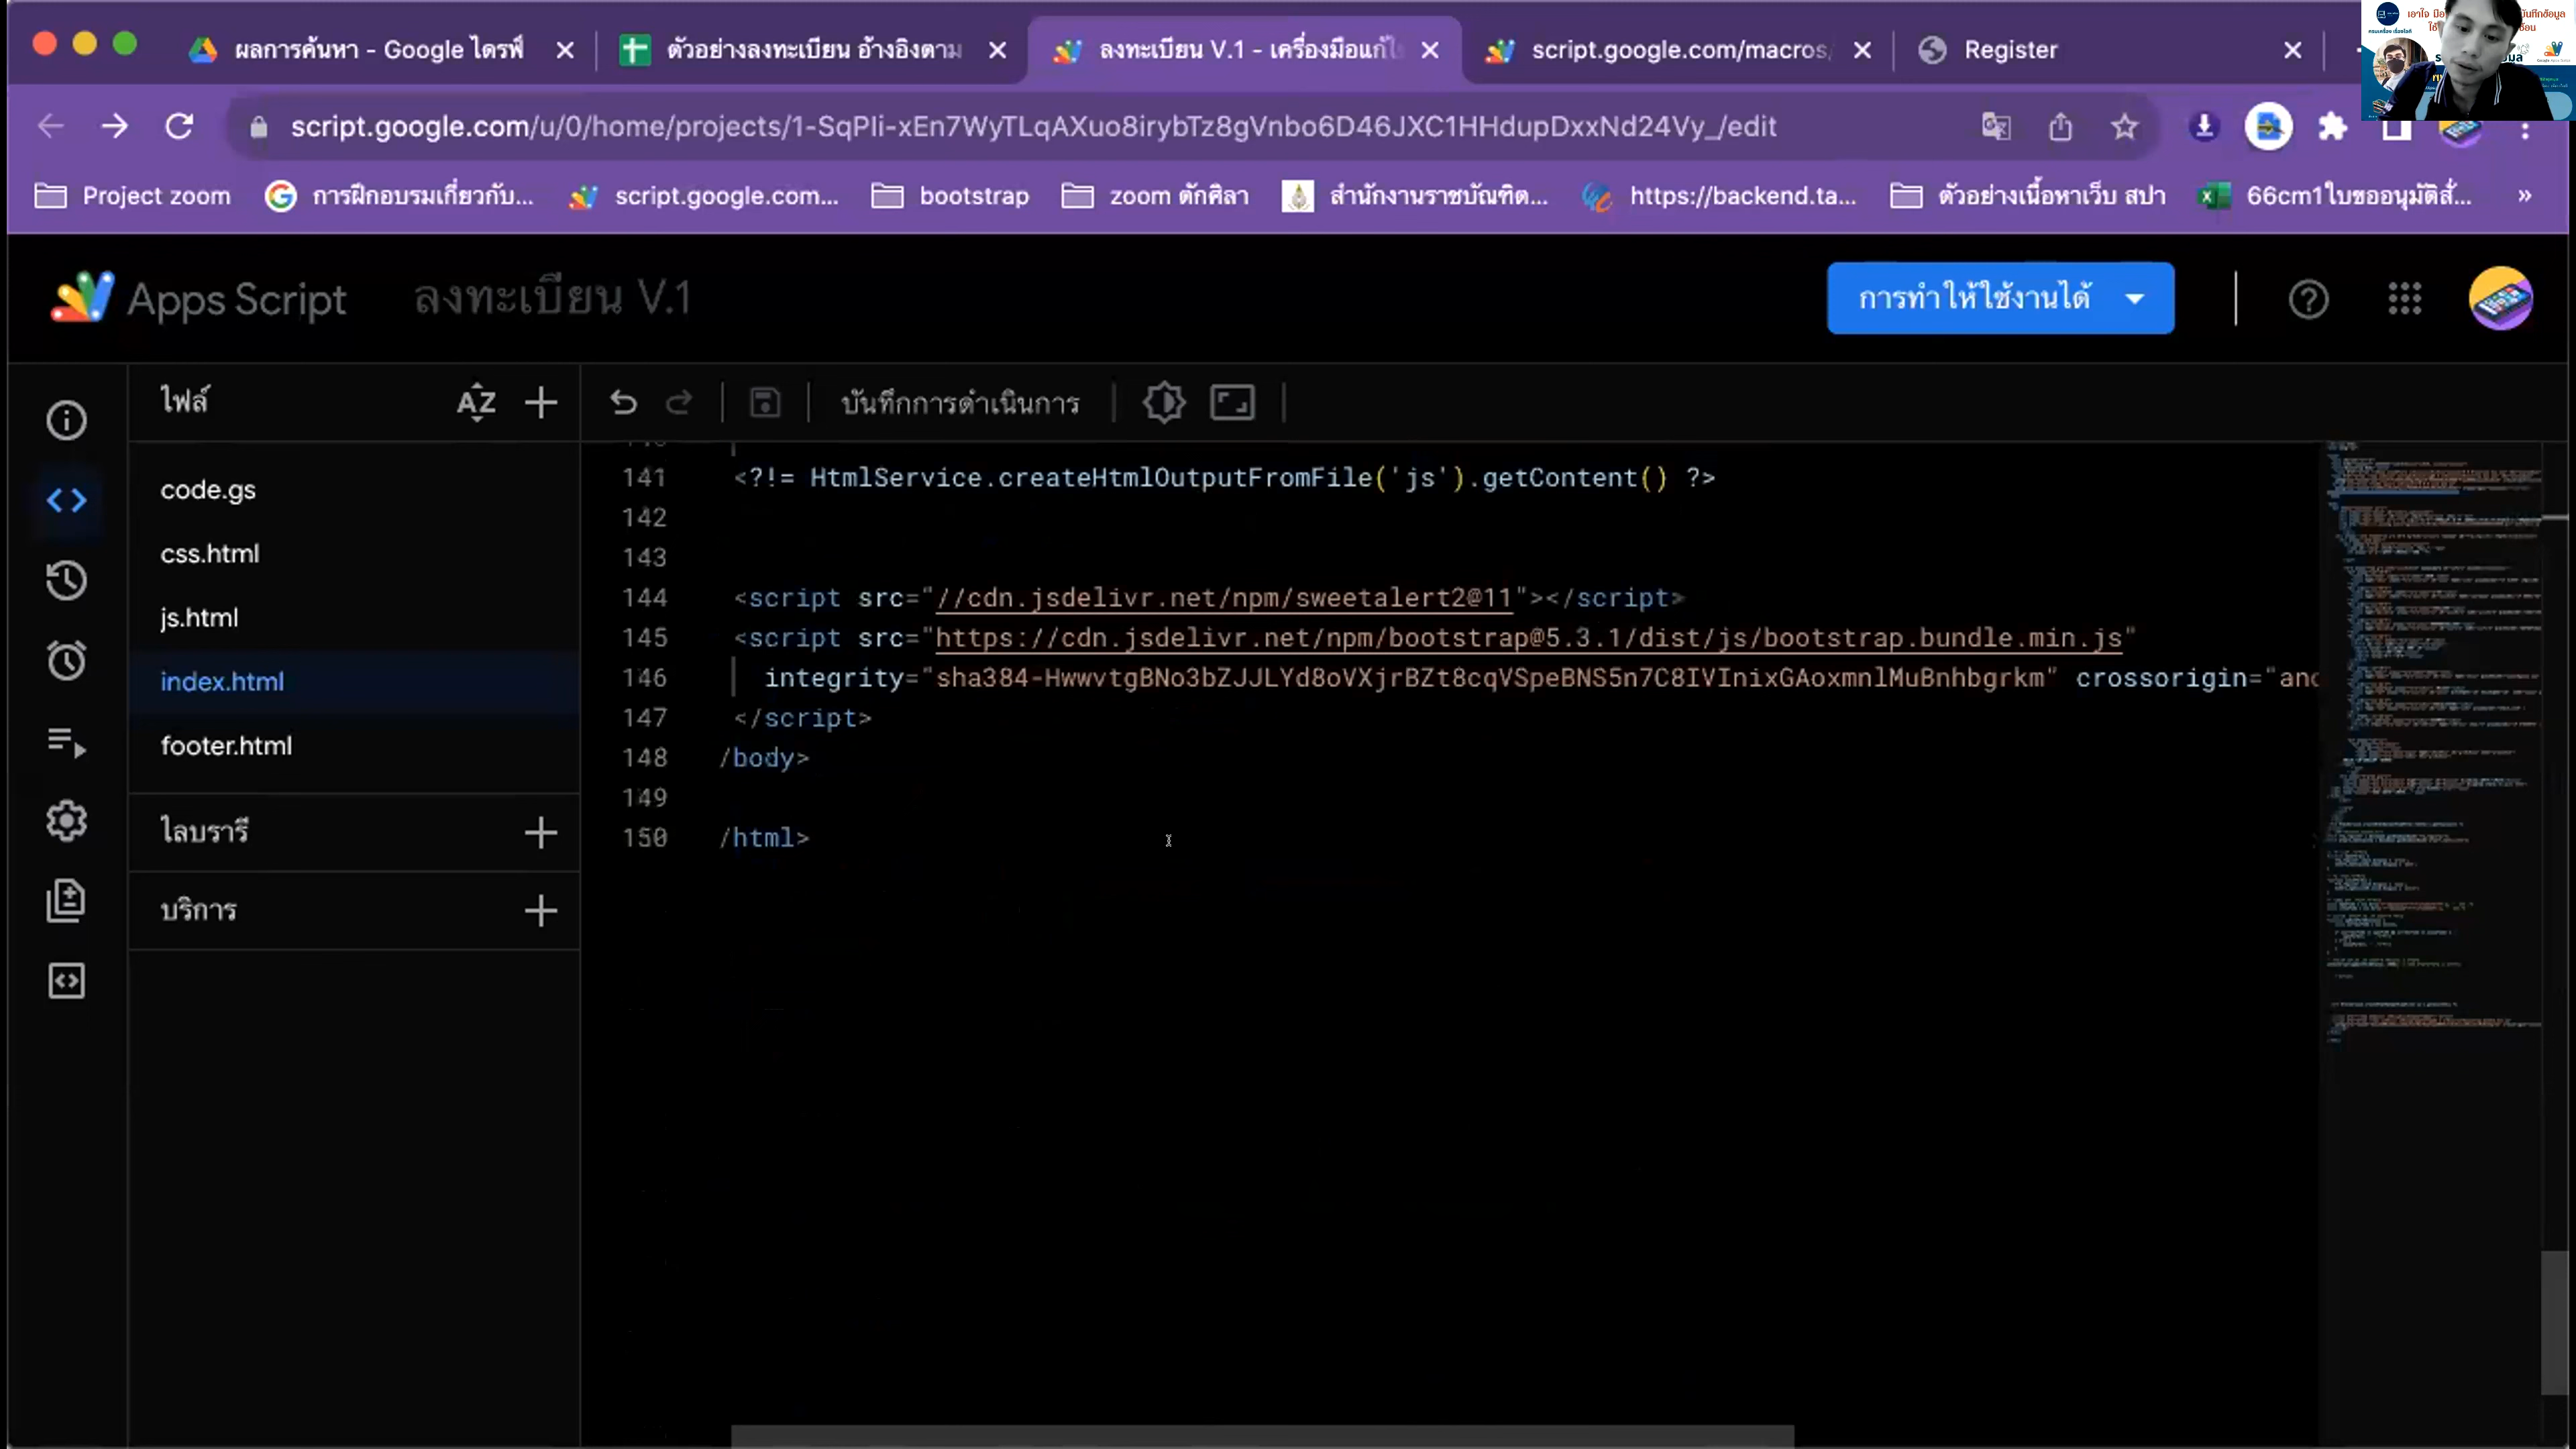 ผลการค้นหา - Google ไดรฟ์
ตัวอย่างลงทะเบียน อ้างอิงตาม
ลงทะเบียน V.1 - เครื่องมือแก้ไ
script.google.com/macros/
Register
script.google.com/u/0/home/projects/1-SqPli-xEn7WyTLqAXuo8irybTz8gVnbo6D46JXC1HHdupDxxNd24Vy_/edit
Project zoom
การฝึกอบรมเกี่ยวกับ...
script.google.com...
bootstrap
zoom ตักศิลา
สำนักงานราชบัณฑิต...
https://backend.ta...
ตัวอย่างเนื้อหาเว็บ สปา
66cm1ใบขออนุมัติสั่...
»
Apps Script
ลงทะเบียน V.1
การทำให้ใช้งานได้
ไฟล์
AZ
บันทึกการดำเนินการ
code.gs
css.html
js.html
index.html
footer.html
ไลบรารี
บริการ
141 <?!= HtmlService.createHtmlOutputFromFile('js').getContent() ?>
142
143
144 <script src="//cdn.jsdelivr.net/npm/sweetalert2@11"></script>
145 <script src="https://cdn.jsdelivr.net/npm/bootstrap@5.3.1/dist/js/bootstrap.bundle.min.js"
146 integrity="sha384-HwwvtgBNo3bZJJLYd8oVXjrBZt8cqVSpeBNS5n7C8IVInixGAoxmnlMuBnhbgrkm" crossorigin="ano
147 </script>
148 /body>
149
150 /html>